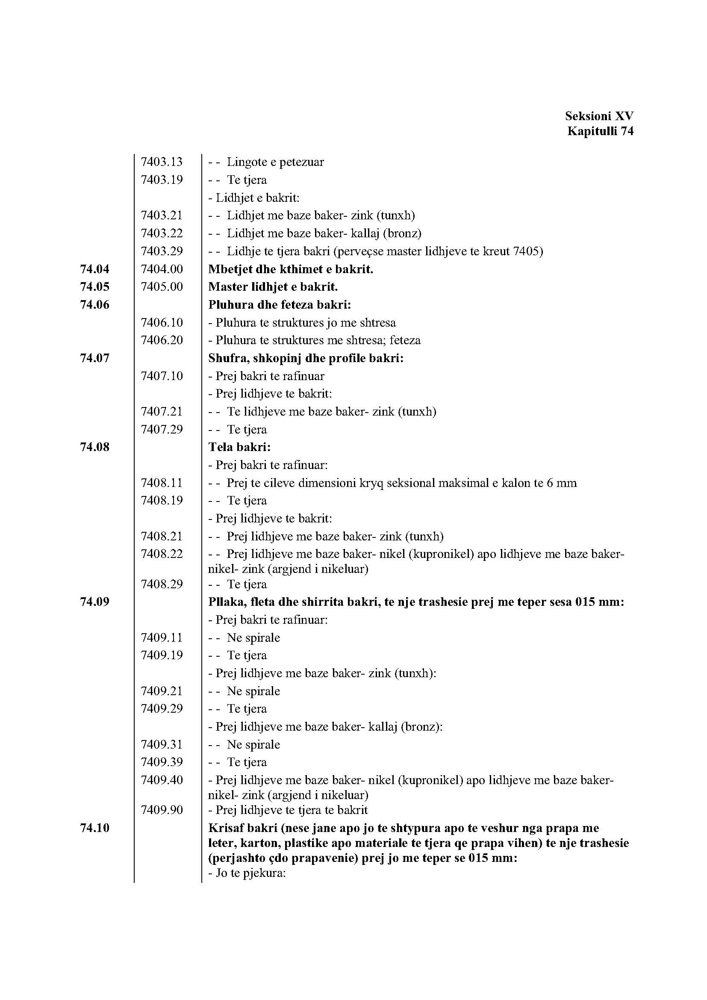 Seksioni XV
Kapitulli 74
7403.13 - - Lingote e petezuar
7403.19 - - Te tjera
- Lidhjet e bakrit:
7403.21 - - Lidhjet me baze baker- zink (tunxh)
7403.22 - - Lidhjet me baze baker- kallaj (bronz)
7403.29 - - Lidhje te tjera bakri (perveçse master lidhjeve te kreut 7405)
74.04 7404.00 Mbetjet dhe kthimet e bakrit.
74.05 7405.00 Master lidhjet e bakrit.
74.06 Pluhura dhe feteza bakri:
7406.10 - Pluhura te struktures jo me shtresa
7406.20 - Pluhura te struktures me shtresa; feteza
74.07 Shufra, shkopinj dhe profile bakri:
7407.10 - Prej bakri te rafinuar
- Prej lidhjeve te bakrit:
7407.21 - - Te lidhjeve me baze baker- zink (tunxh)
7407.29 - - Te tjera
74.08 Tela bakri:
- Prej bakri te rafinuar:
7408.11 - - Prej te cileve dimensioni kryq seksional maksimal e kalon te 6 mm
7408.19 - - Te tjera
- Prej lidhjeve te bakrit:
7408.21 - - Prej lidhjeve me baze baker- zink (tunxh)
7408.22 - - Prej lidhjeve me baze baker- nikel (kupronikel) apo lidhjeve me baze baker-
nikel- zink (argjend i nikeluar)
7408.29 - - Te tjera
74.09 Pllaka, fleta dhe shirrita bakri, te nje trashesie prej me teper sesa 015 mm:
- Prej bakri te rafinuar:
7409.11 - - Ne spirale
7409.19 - - Te tjera
- Prej lidhjeve me baze baker- zink (tunxh):
7409.21 - - Ne spirale
7409.29 - - Te tjera
- Prej lidhjeve me baze baker- kallaj (bronz):
7409.31 - - Ne spirale
7409.39 - - Te tjera
7409.40 - Prej lidhjeve me baze baker- nikel (kupronikel) apo lidhjeve me baze baker-
nikel- zink (argjend i nikeluar)
7409.90 - Prej lidhjeve te tjera te bakrit
74.10 Krisaf bakri (nese jane apo jo te shtypura apo te veshur nga prapa me
leter, karton, plastike apo materiale te tjera qe prapa vihen) te nje trashesie
(perjashto çdo prapavenie) prej jo me teper se 015 mm:
- Jo te pjekura: